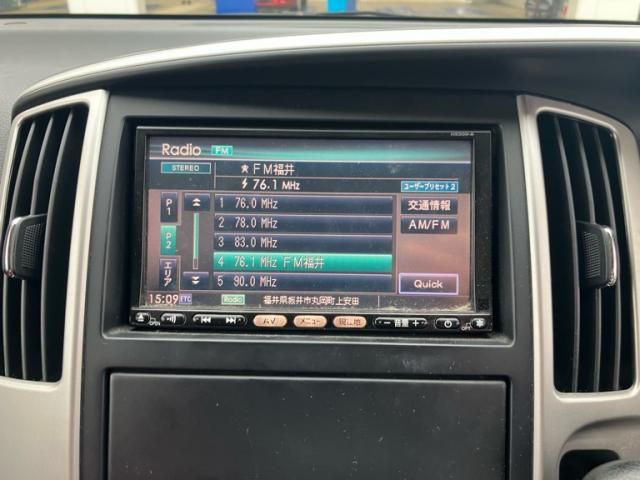 Radio FM
STEREO
FM福井
76.1 MHz
ユーザープリセット2
P1
1 76.0 MHz
交通情報
2 78.0 MHz
AM/FM
P2
3 83.0 MHz
4 76.1 MHz FM福井
エリア
5 90.0 MHz
Quick
15:09 ETC Radio 福井県坂井市丸岡町上安田
OPEN AV メニュー 現在地 - 音量 + OFF